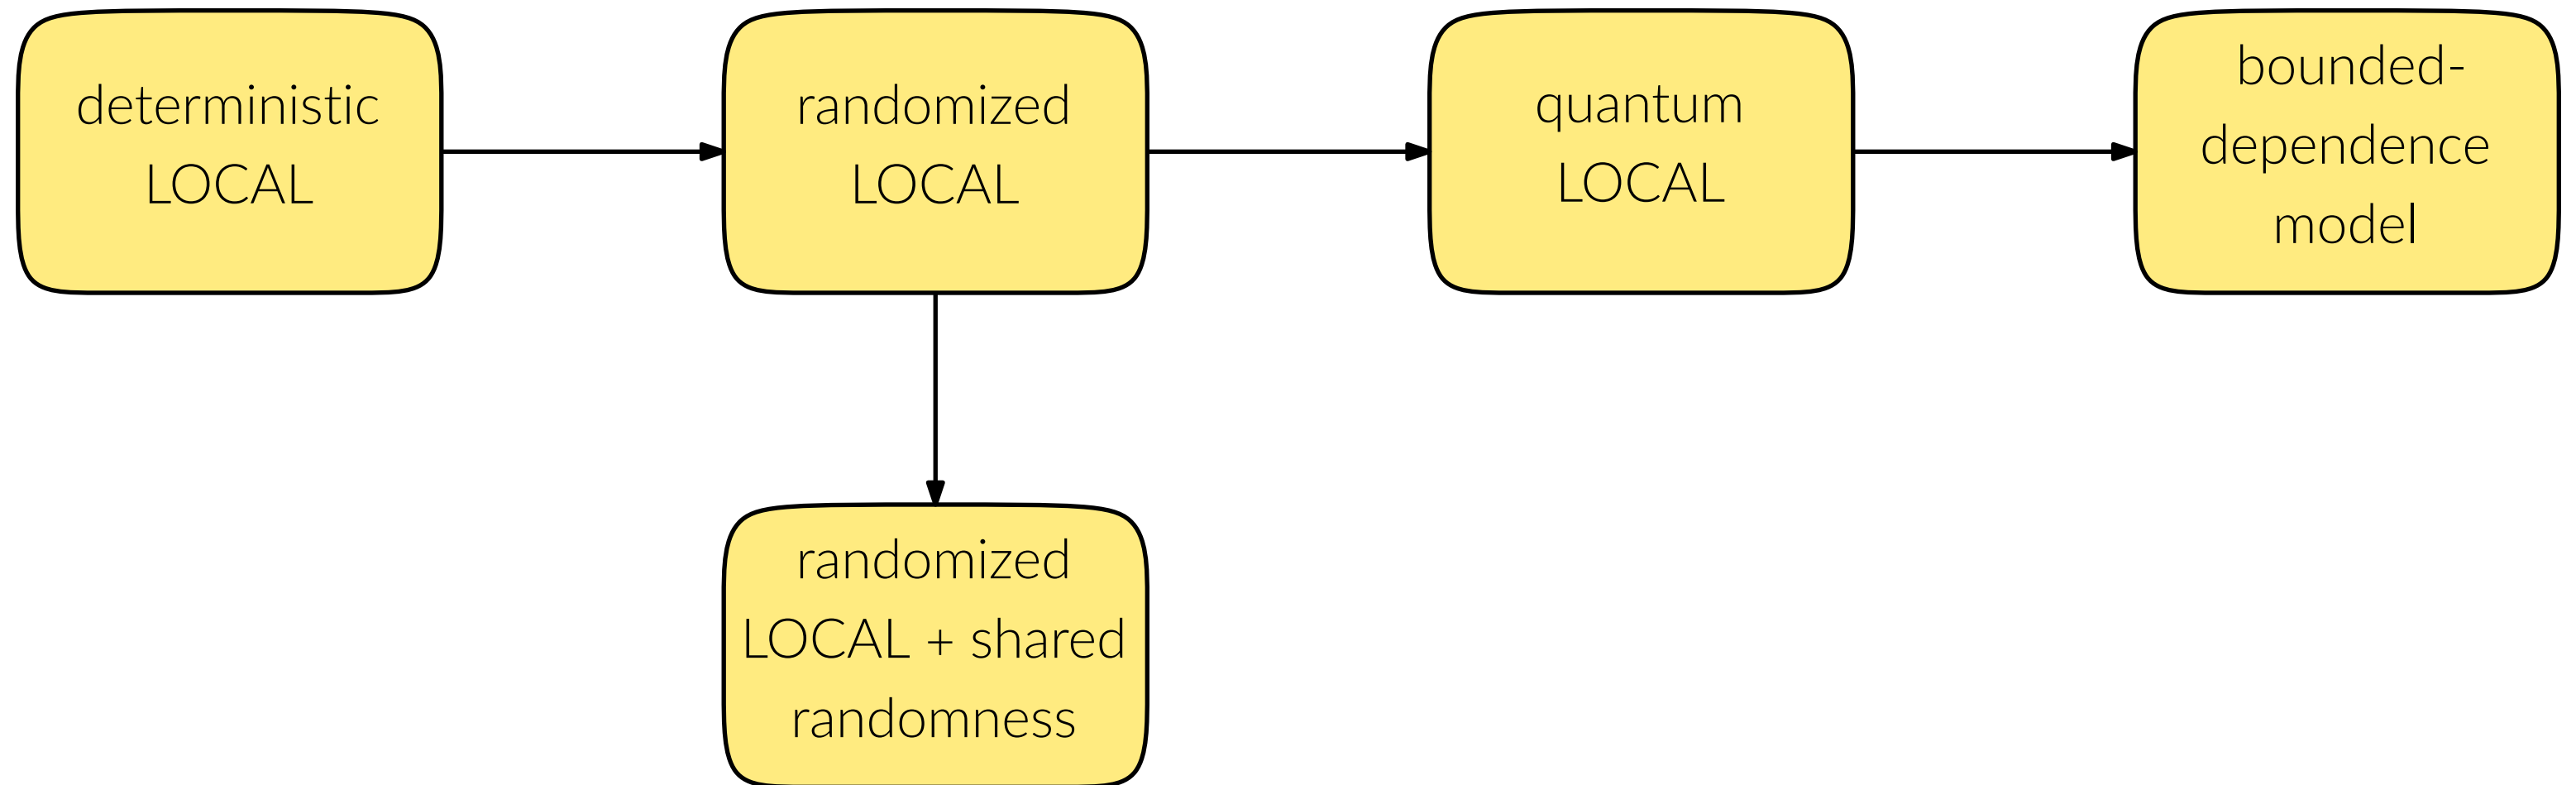 deterministic
LOCAL
randomized
LOCAL
quantum
LOCAL
bounded-
dependence
model
randomized
LOCAL + shared
randomness